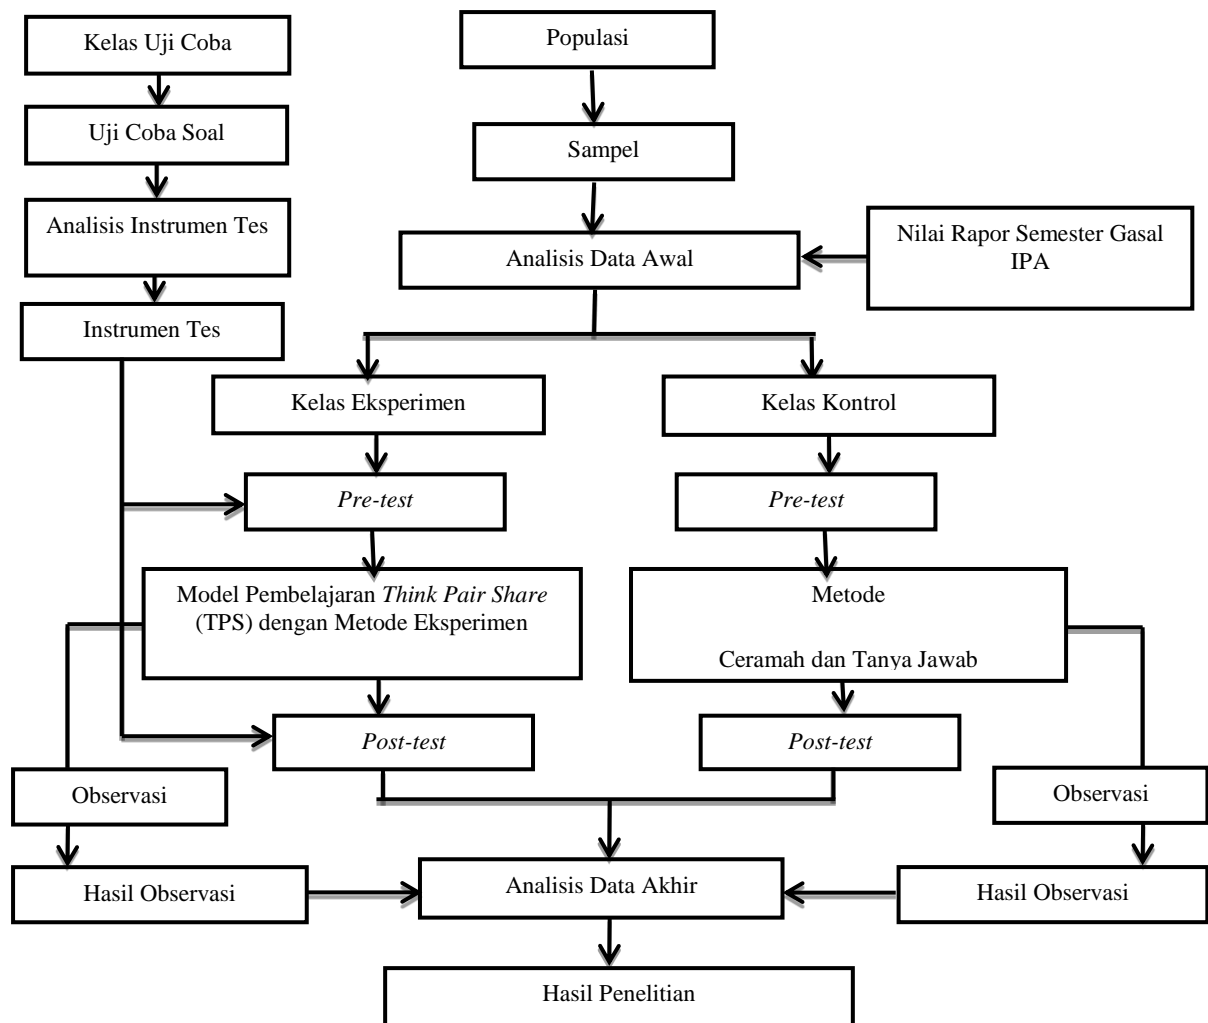 Kelas Uji Coba
Populasi
Uji Coba Soal
Sampel
Analisis Instrumen Tes
Analisis Data Awal
Nilai Rapor Semester Gasal
IPA
Instrumen Tes
Kelas Eksperimen
Kelas Kontrol
Pre-test
Pre-test
Model Pembelajaran Think Pair Share
(TPS) dengan Metode Eksperimen
Metode
Ceramah dan Tanya Jawab
Post-test
Post-test
Observasi
Observasi
Hasil Observasi
Analisis Data Akhir
Hasil Observasi
Hasil Penelitian